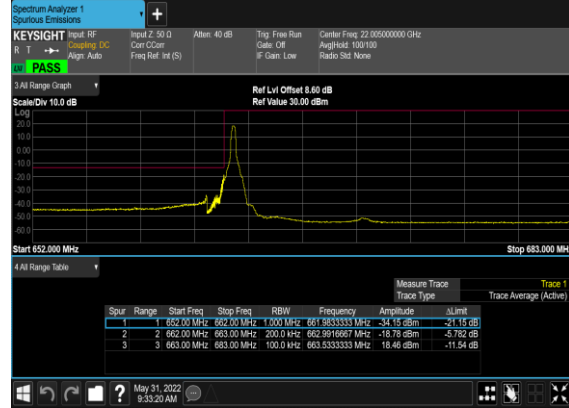 Spectrum Analyzer 1
Spurious Emissions
+
KEYSIGHT Input: RF Input Z: 50 Ω Atten: 40 dB Trig: Free Run Center Freq: 22.005000000 GHz
R T Coupling: DC Corr CCorr Gate: Off Avg|Hold: 100/100
Align: Auto Freq Ref: Int (S) IF Gain: Low Radio Std: None
PASS
3 All Range Graph
Ref Lvl Offset 8.60 dB
Scale/Div 10.0 dB Ref Value 30.00 dBm
Log
20.0
10.0
0.00
-10.0
-20.0
-30.0
-40.0
-50.0
-60.0
Start 652.000 MHz Stop 683.000 MH
4 All Range Table
Measure Trace Trace 1
Trace Type Trace Average (Active)
Spur Range Start Freq Stop Freq RBW Frequency Amplitude ΔLimit
1 1 652.00 MHz 662.00 MHz 1.000 MHz 661.9833333 MHz -34.15 dBm -21.15 dB
2 2 662.00 MHz 663.00 MHz 200.0 kHz 662.9916667 MHz -18.78 dBm -5.782 dB
3 3 663.00 MHz 683.00 MHz 100.0 kHz 663.5333333 MHz 18.46 dBm -11.54 dB
? May 31, 2022
9:33:20 AM